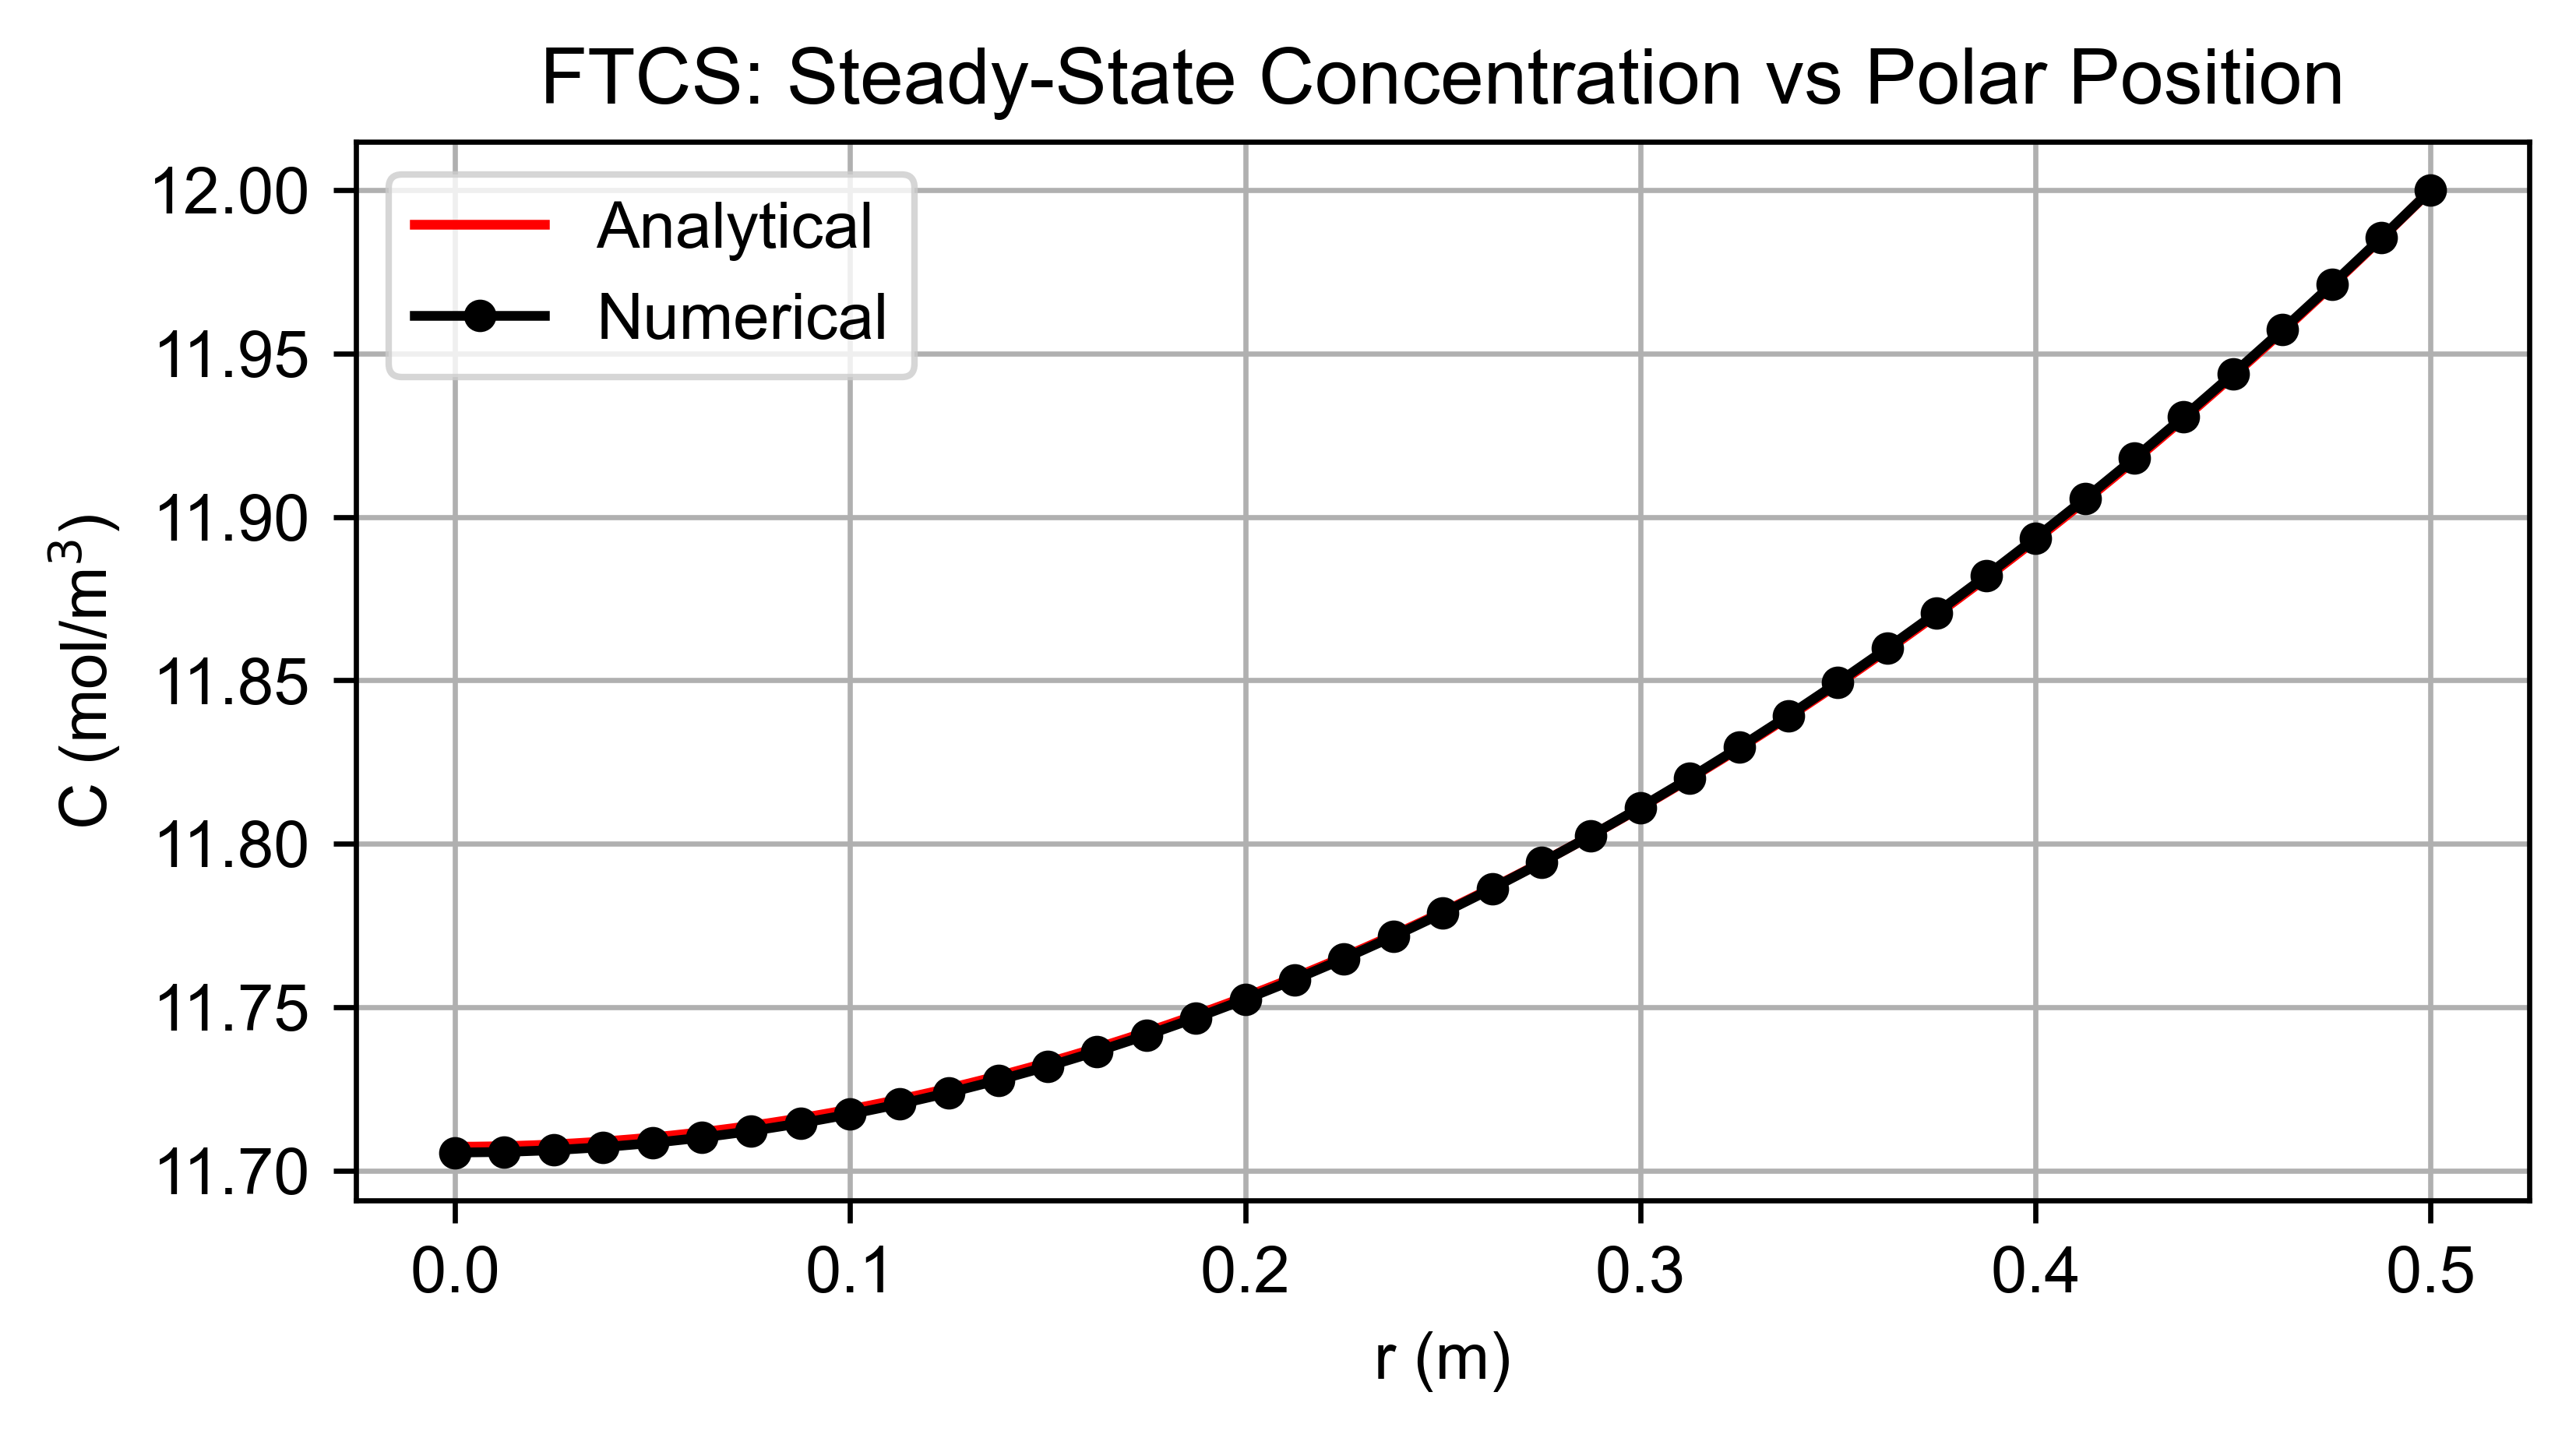 FTCS: Steady-State Concentration vs Polar Position
Analytical
Numerical
12.00
11.95
11.90
11.85
11.80
11.75
11.70
C (mol/m³)
0.0 0.1 0.2 0.3 0.4 0.5
r (m)